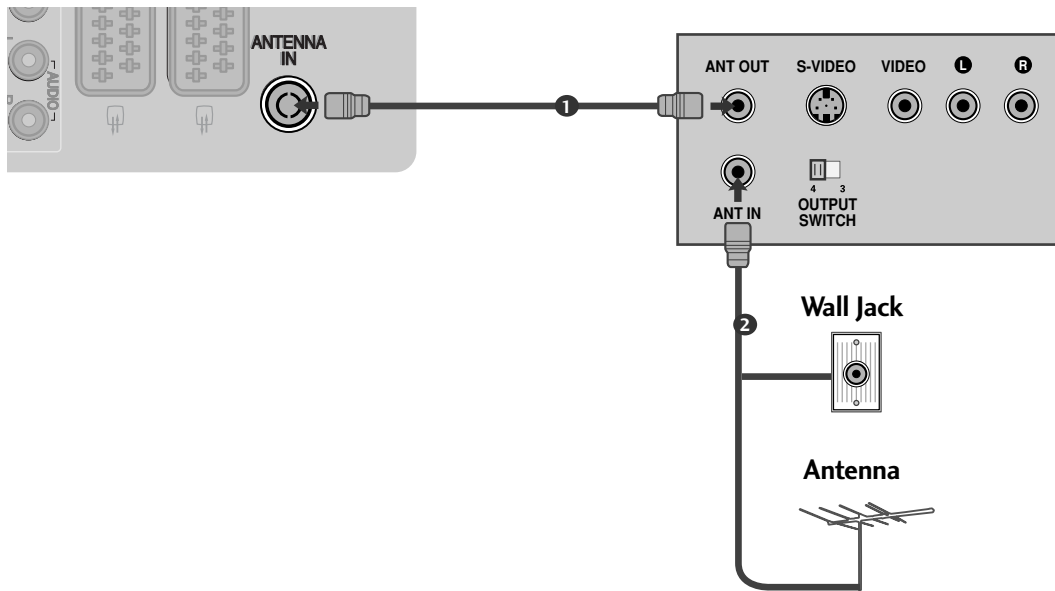 ANTENNA
IN
AUDIO
ANT OUT
S-VIDEO
VIDEO
L
R
1
ANT IN
4 3
OUTPUT
SWITCH
2
Wall Jack
Antenna